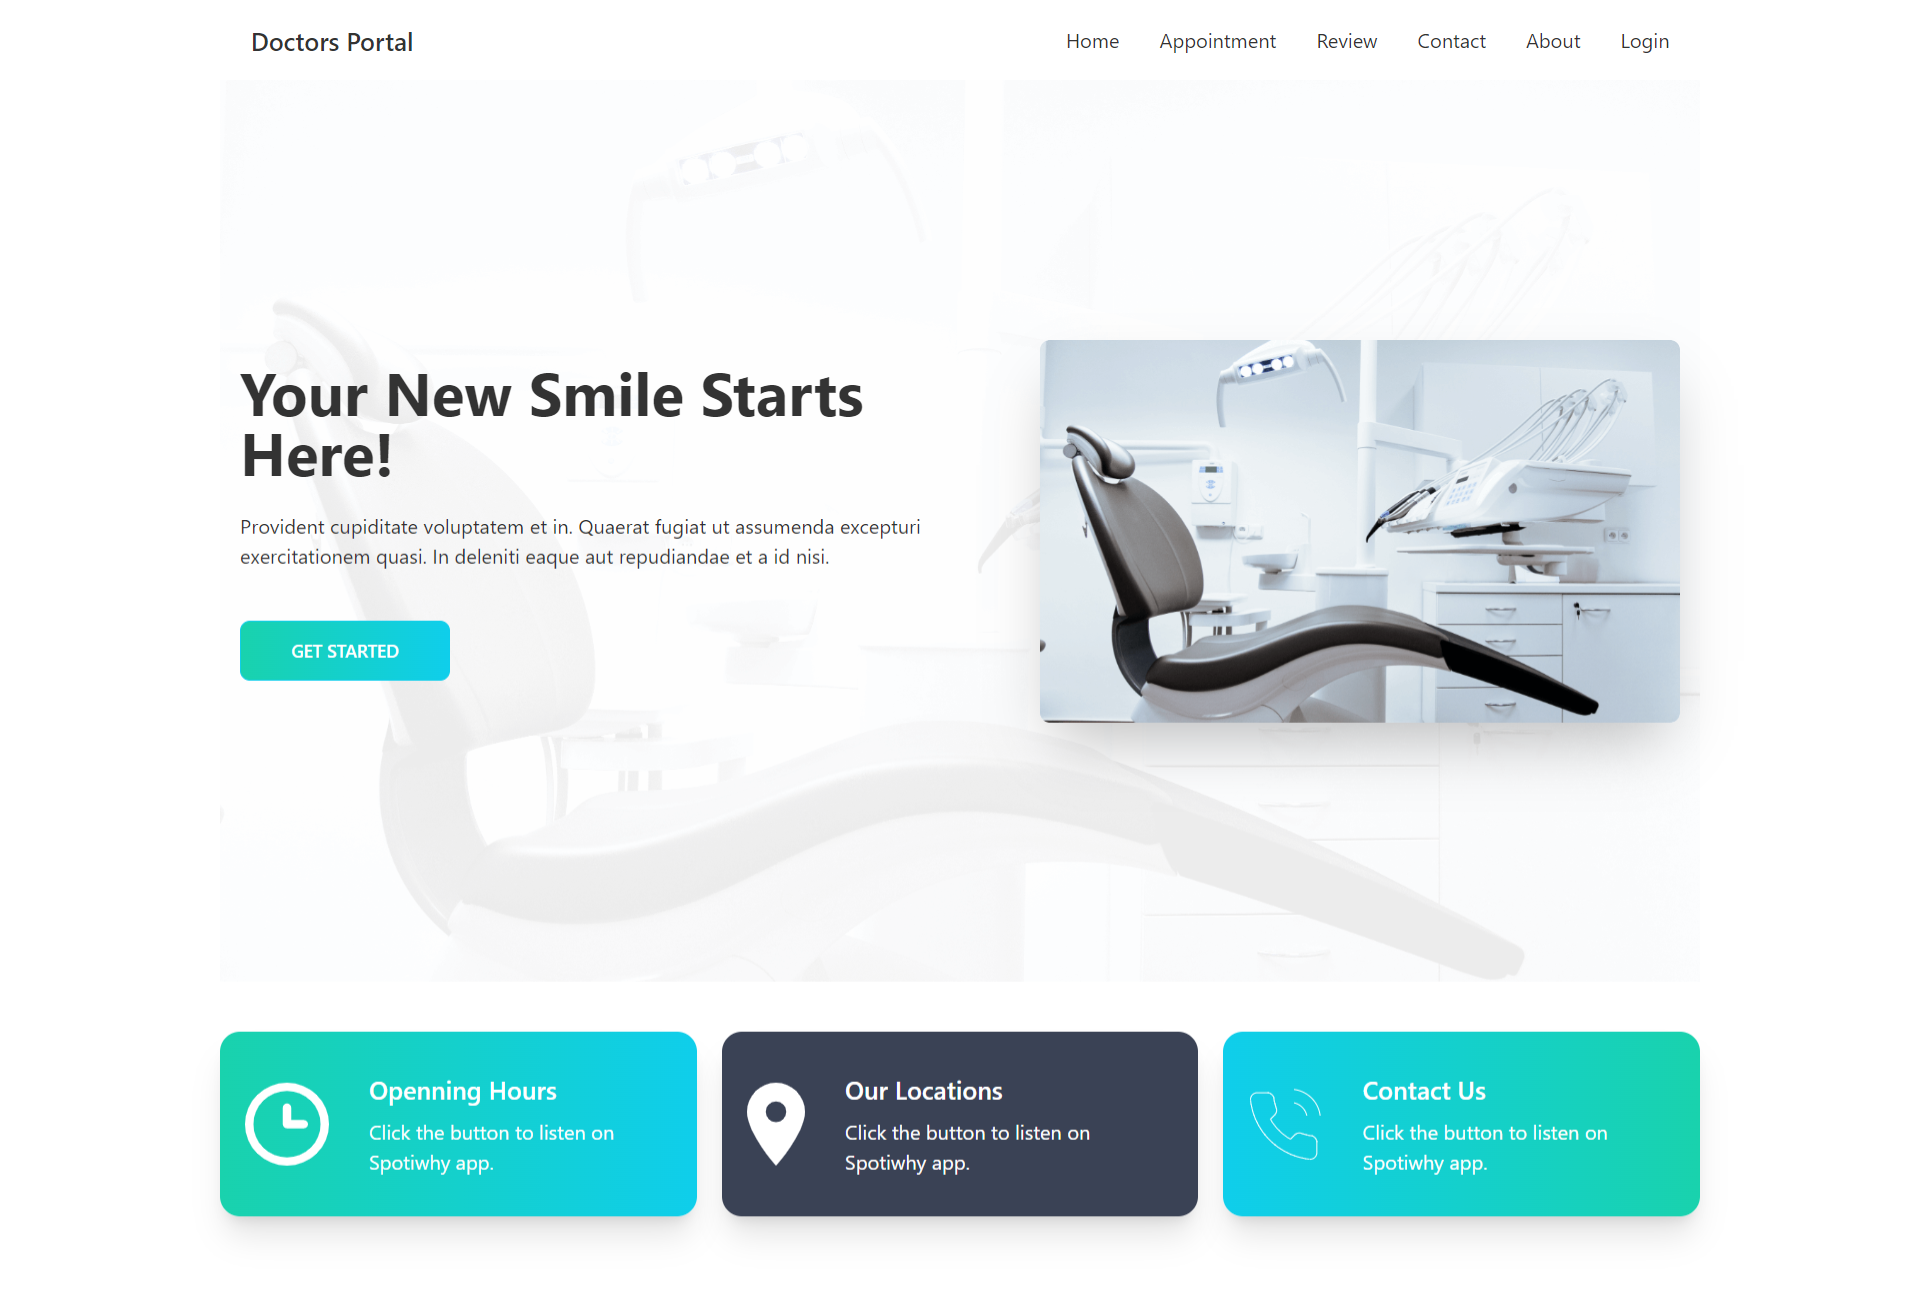 Doctors Portal
Home Appointment Review Contact About Login
Your New Smile Starts
Here!
Provident cupiditate voluptatem et in. Quaerat fugiat ut assumenda excepturi
exercitationem quasi. In deleniti eaque aut repudiandae et a id nisi.
GET STARTED
Openning Hours
Click the button to listen on
Spotiwhy app.
Our Locations
Click the button to listen on
Spotiwhy app.
Contact Us
Click the button to listen on
Spotiwhy app.